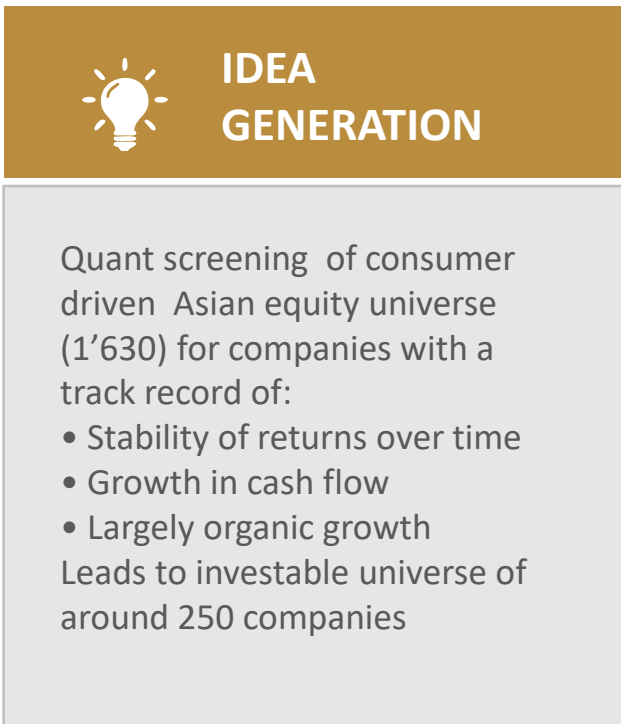 IDEA
GENERATION
Quant screening of consumer
driven Asian equity universe
(1’630) for companies with a
track record of:
• Stability of returns over time
• Growth in cash flow
• Largely organic growth
Leads to investable universe of
around 250 companies